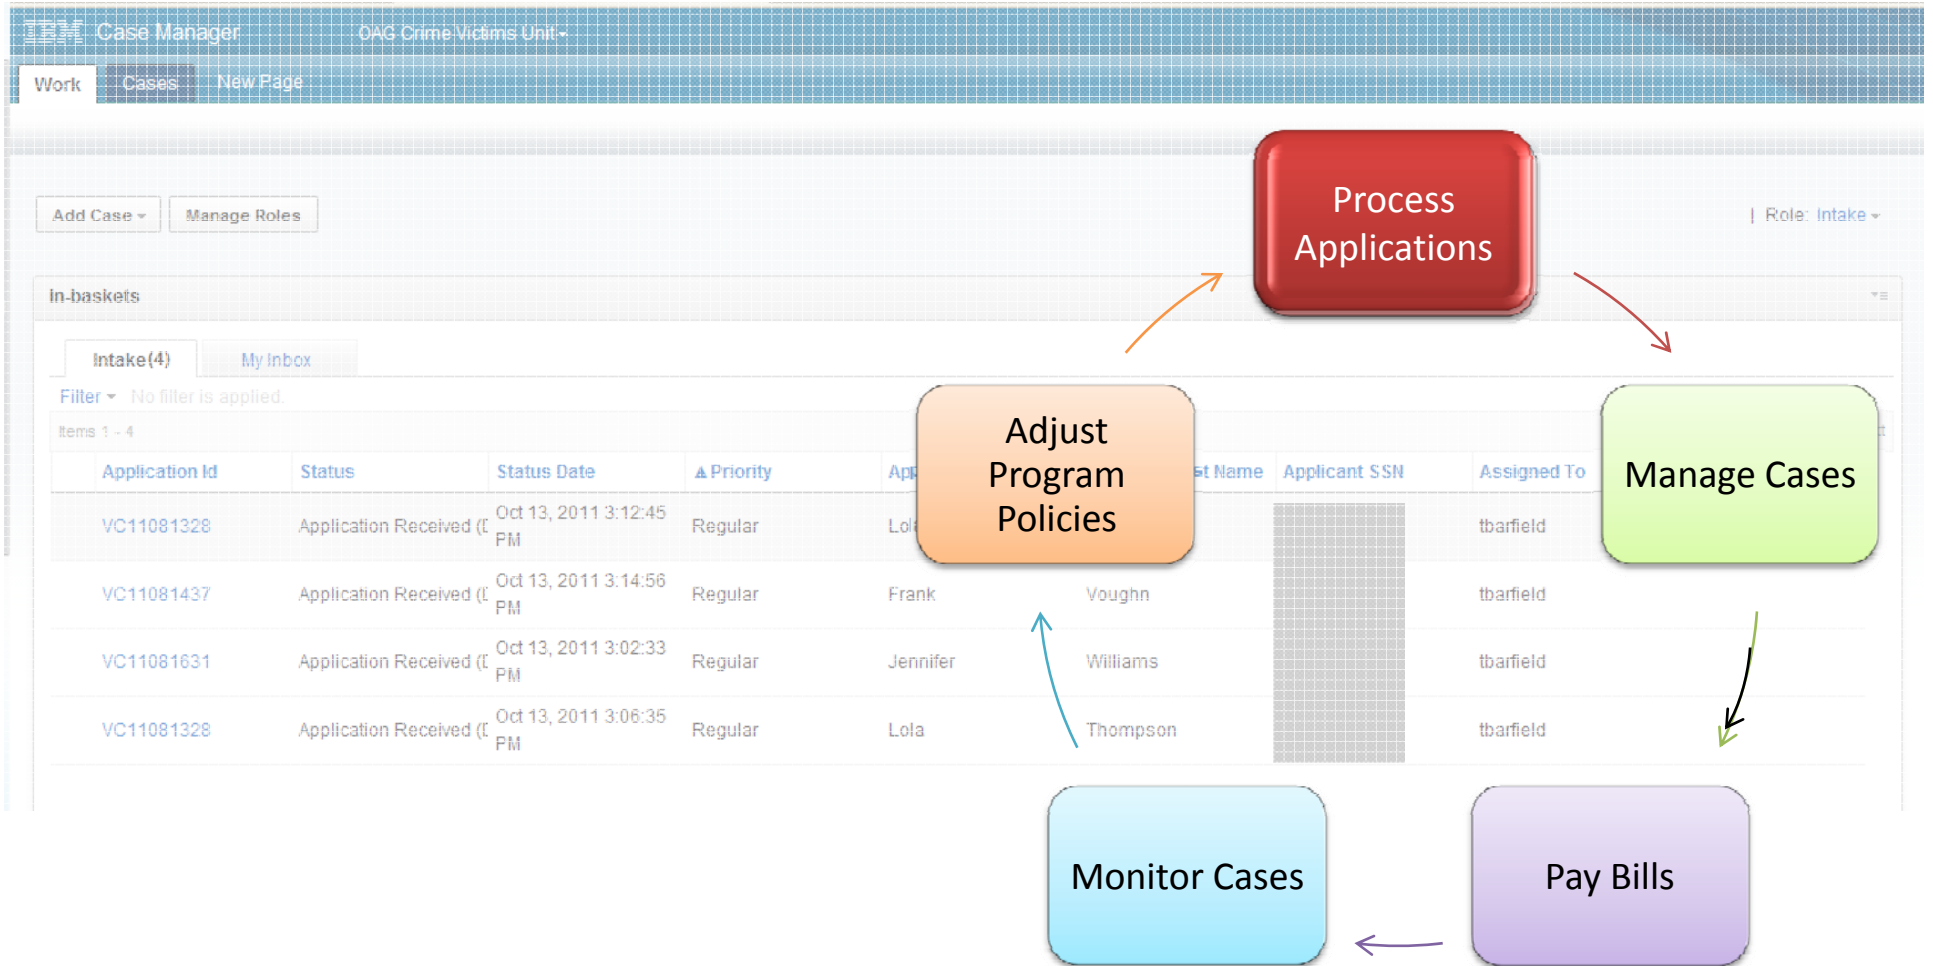 IBM Case Manager OAG Crime Victims Unit
Work Cases New Page
Add Case Manage Roles | Role: Intake
In-baskets
Intake(4) My Inbox
Filter No filter is applied.
Items 1 - 4
Application Id Status Status Date Priority App st Name Applicant SSN Assigned To
VC11081328 Application Received (D Oct 13, 2011 3:12:45 PM Regular Lola tbarfield
VC11081437 Application Received (D Oct 13, 2011 3:14:56 PM Regular Frank Voughn tbarfield
VC11081631 Application Received (D Oct 13, 2011 3:02:33 PM Regular Jennifer Williams tbarfield
VC11081328 Application Received (D Oct 13, 2011 3:06:35 PM Regular Lola Thompson tbarfield
Process
Applications
Manage Cases
Pay Bills
Monitor Cases
Adjust
Program
Policies